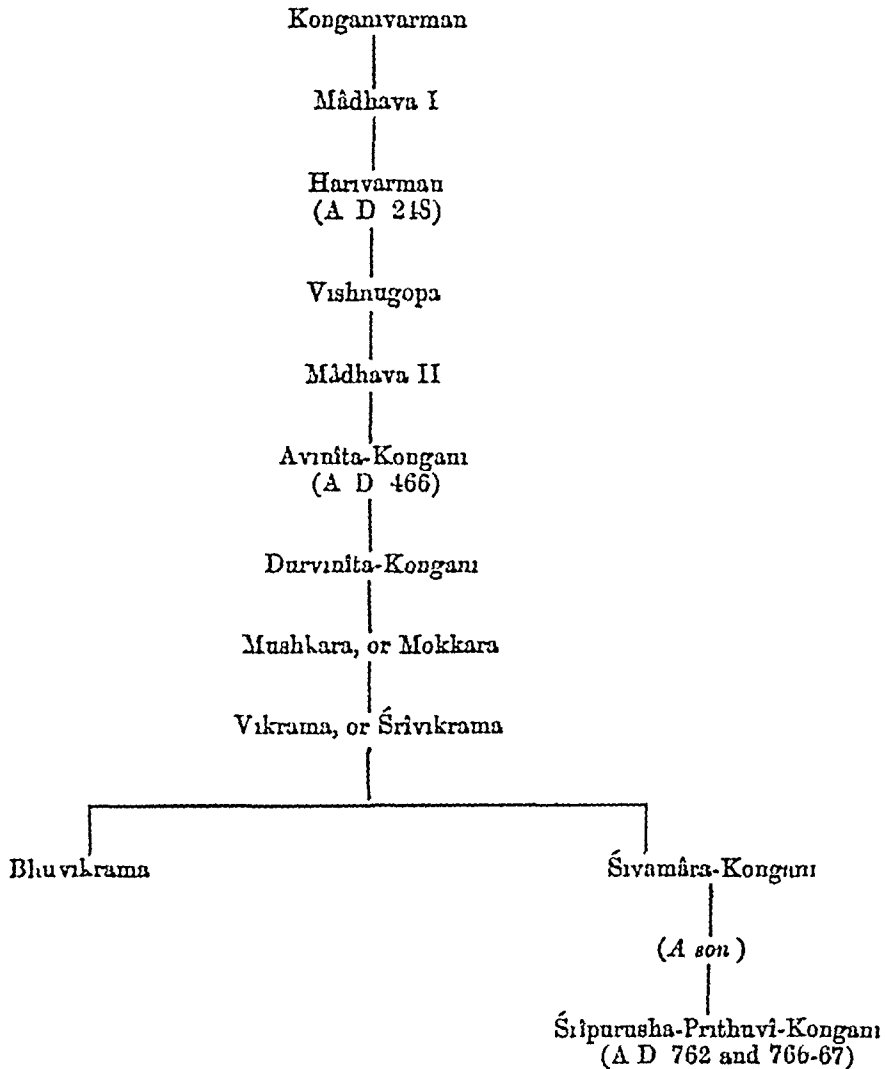 Konganivarman
Mâdhava I
Harivarman
(A D 248)
Vishnugopa
Mâdhava II
Avinîta-Kongani
(A D 466)
Durvinîta-Kongani
Mushkara, or Mokkara
Vikrama, or Śrîvikrama
Bhuvikrama
Śivamâra-Kongani
(A son)
Śrîpurusha-Prithuvî-Kongani
(A D 762 and 766-67)